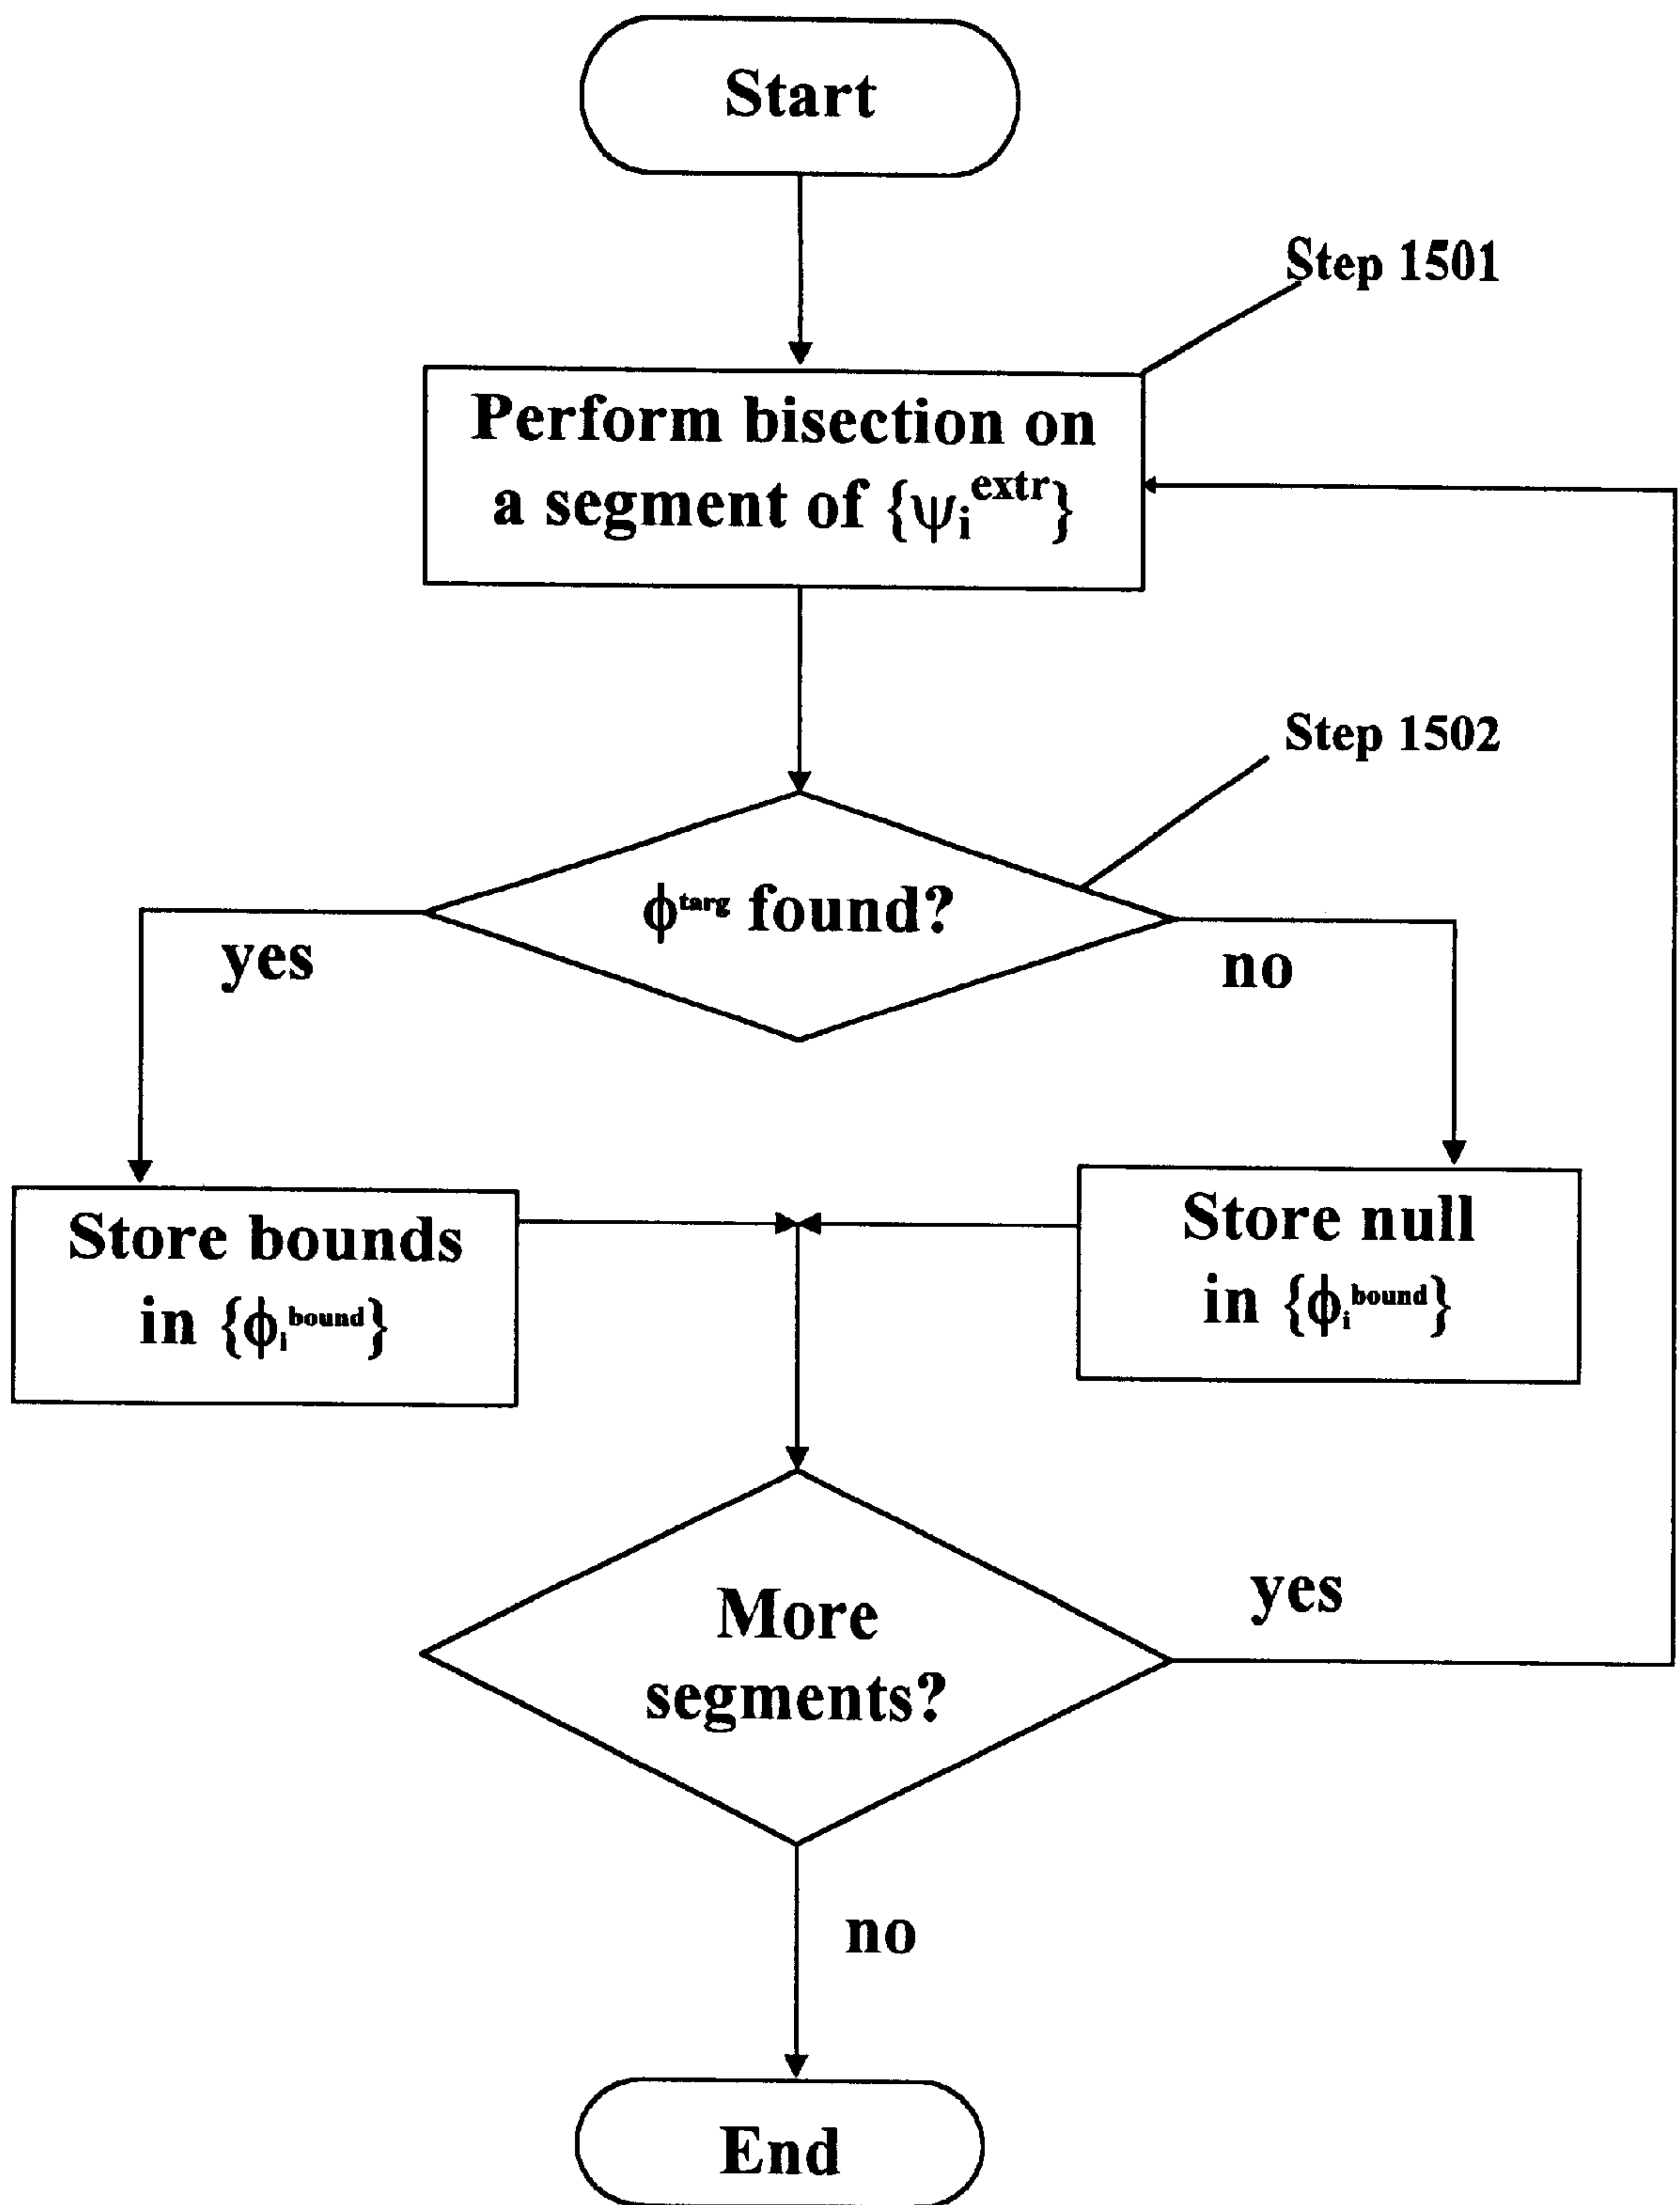 Start
Step 1501
Perform bisection on
a segment of {ψᵢᵉˣᵗʳ}
Step 1502
ϕᵗᵃʳᵍ found?
yes
no
Store bounds
in {ϕᵢᵇᵒᵘⁿᵈ}
Store null
in {ϕᵢᵇᵒᵘⁿᵈ}
More
segments?
yes
no
End